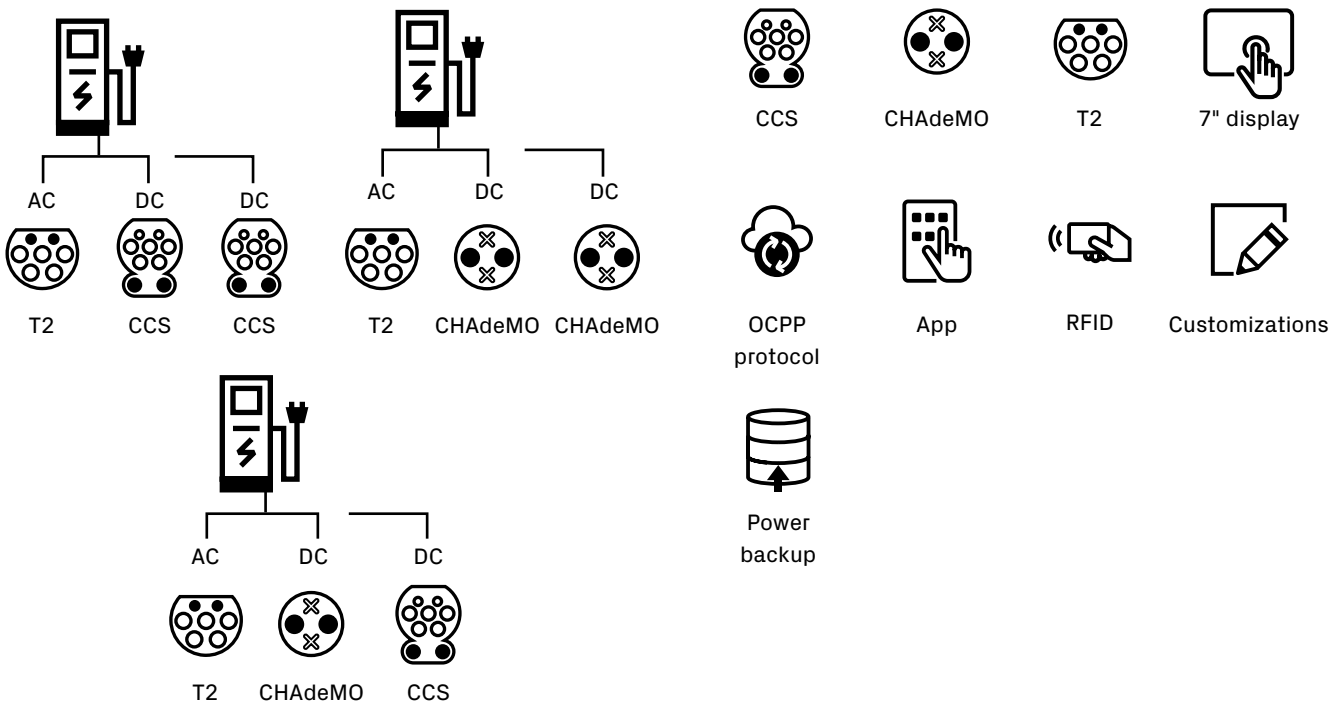 AC DC DC
T2 CCS CCS
AC DC DC
T2 CHAdeMO CHAdeMO
AC DC DC
T2 CHAdeMO CCS
CCS CHAdeMO T2 7" display
OCPP
protocol
App
RFID
Customizations
Power
backup